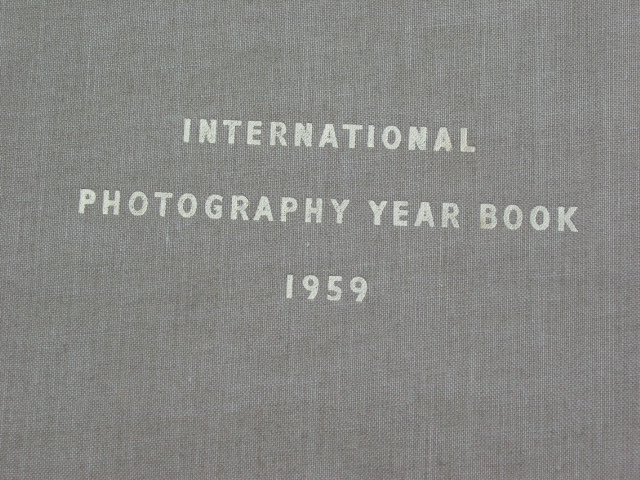 INTERNATIONAL
PHOTOGRAPHY YEAR BOOK
1959